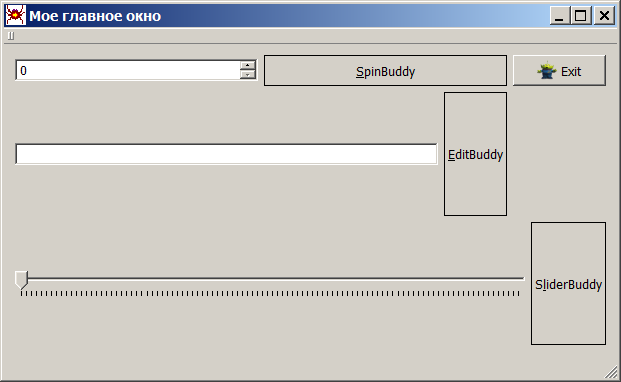 Мое главное окно
0
SpinBuddy
Exit
EditBuddy
SliderBuddy